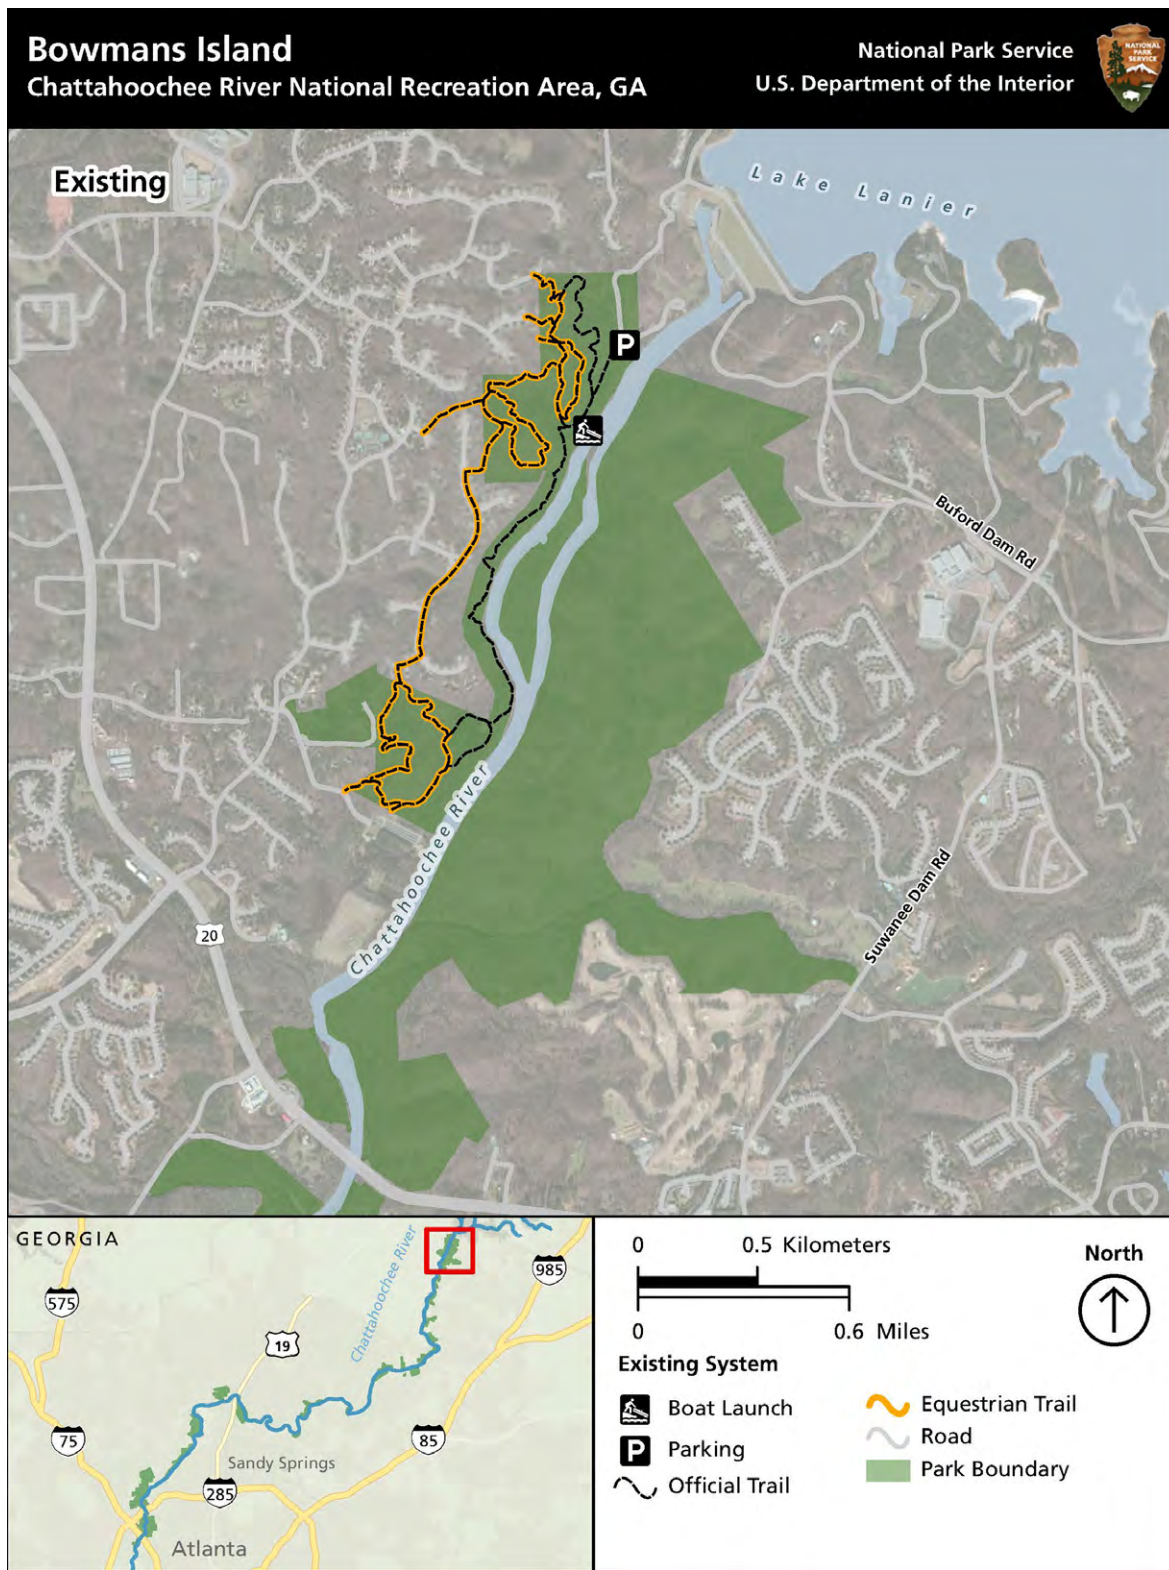 Bowmans Island
Chattahoochee River National Recreation Area, GA
National Park Service
U.S. Department of the Interior
NATIONAL
PARK
SERVICE
Existing
Lake Lanier
P
Buford Dam Rd
Chattahoochee River
Suwanee Dam Rd
20
GEORGIA
Chattahoochee River
985
575
19
75
85
Sandy Springs
285
Atlanta
0 0.5 Kilometers
0 0.6 Miles
North
Existing System
Boat Launch
P Parking
Official Trail
Equestrian Trail
Road
Park Boundary